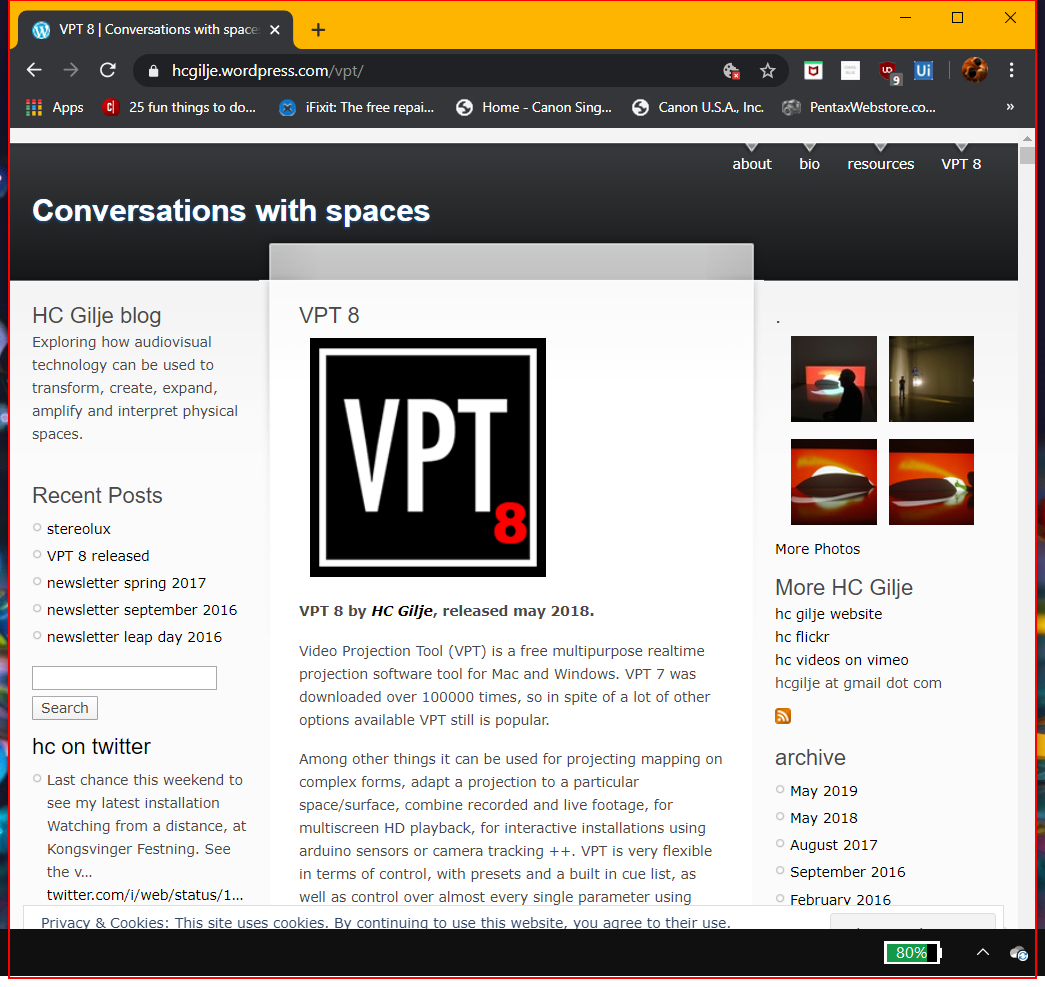 VPT 8 | Conversations with space
hcgilje.wordpress.com/vpt/
UD
9
Ui
Apps
25 fun things to do...
iFixit: The free repai...
Home - Canon Sing...
Canon U.S.A., Inc.
PentaxWebstore.co...
»
about
bio
resources
VPT 8
Conversations with spaces
HC Gilje blog
Exploring how audiovisual
technology can be used to
transform, create, expand,
amplify and interpret physical
spaces.
Recent Posts
stereolux
VPT 8 released
newsletter spring 2017
newsletter september 2016
newsletter leap day 2016
Search
hc on twitter
Last chance this weekend to
see my latest installation
Watching from a distance, at
Kongsvinger Festning. See
the v...
twitter.com/i/web/status/1...
VPT 8
VPT
8
VPT 8 by HC Gilje, released may 2018.
Video Projection Tool (VPT) is a free multipurpose realtime
projection software tool for Mac and Windows. VPT 7 was
downloaded over 100000 times, so in spite of a lot of other
options available VPT still is popular.
Among other things it can be used for projecting mapping on
complex forms, adapt a projection to a particular
space/surface, combine recorded and live footage, for
multiscreen HD playback, for interactive installations using
arduino sensors or camera tracking ++. VPT is very flexible
in terms of control, with presets and a built in cue list, as
well as control over almost every single parameter using
.
More Photos
More HC Gilje
hc gilje website
hc flickr
hc videos on vimeo
hcgilje at gmail dot com
archive
May 2019
May 2018
August 2017
September 2016
February 2016
Privacy & Cookies: This site uses cookies. By continuing to use this website, you agree to their use.
80%